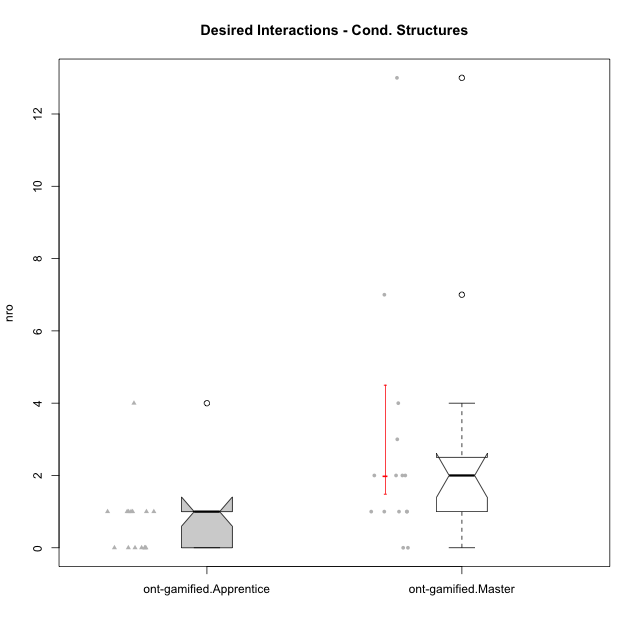 Desired Interactions - Cond. Structures
nro
12
10
8
6
4
2
0
ont-gamified.Apprentice
ont-gamified.Master